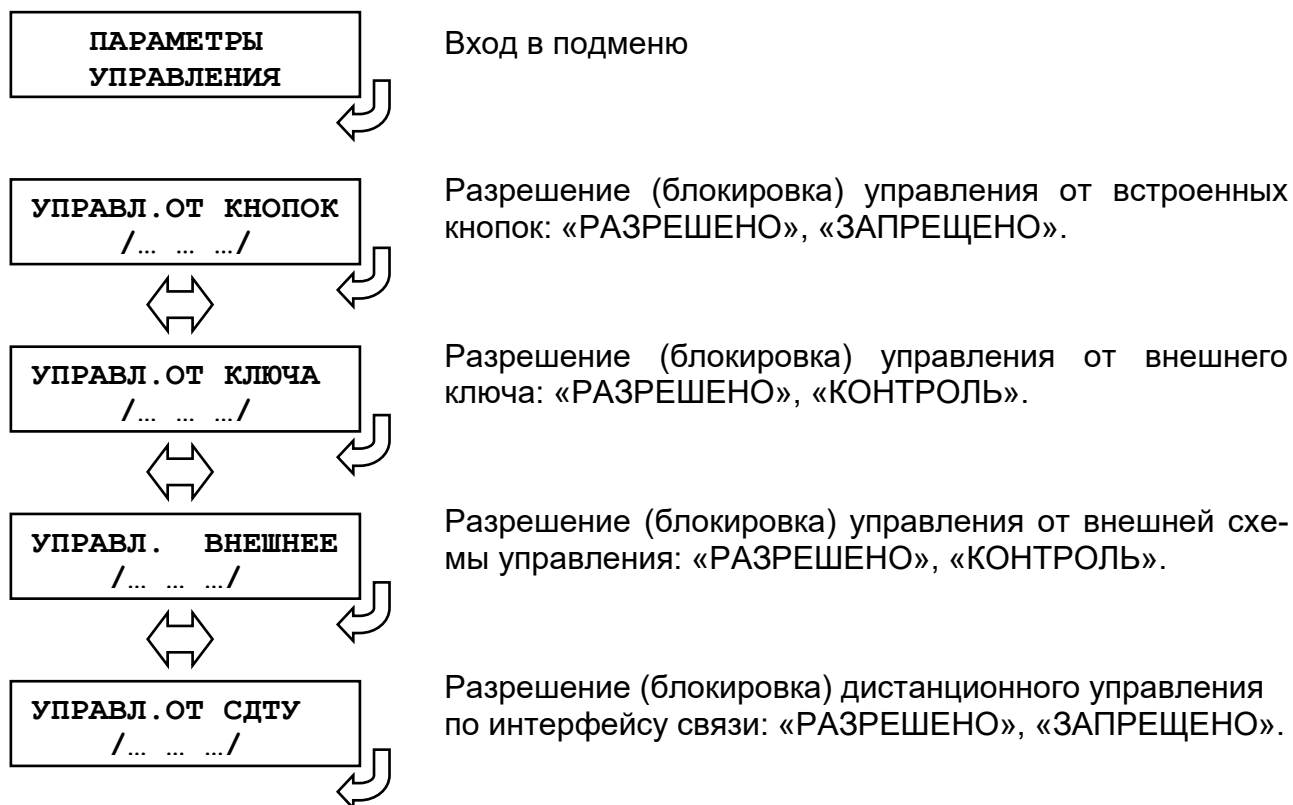 ПАРАМЕТРЫ
УПРАВЛЕНИЯ
Вход в подменю
УПРАВЛ.ОТ КНОПОК
/… … …/
Разрешение (блокировка) управления от встроенных
кнопок: «РАЗРЕШЕНО», «ЗАПРЕЩЕНО».
УПРАВЛ.ОТ КЛЮЧА
/… … …/
Разрешение (блокировка) управления от внешнего
ключа: «РАЗРЕШЕНО», «КОНТРОЛЬ».
УПРАВЛ. ВНЕШНЕЕ
/… … …/
Разрешение (блокировка) управления от внешней схе-
мы управления: «РАЗРЕШЕНО», «КОНТРОЛЬ».
УПРАВЛ.ОТ СДТУ
/… … …/
Разрешение (блокировка) дистанционного управления
по интерфейсу связи: «РАЗРЕШЕНО», «ЗАПРЕЩЕНО».